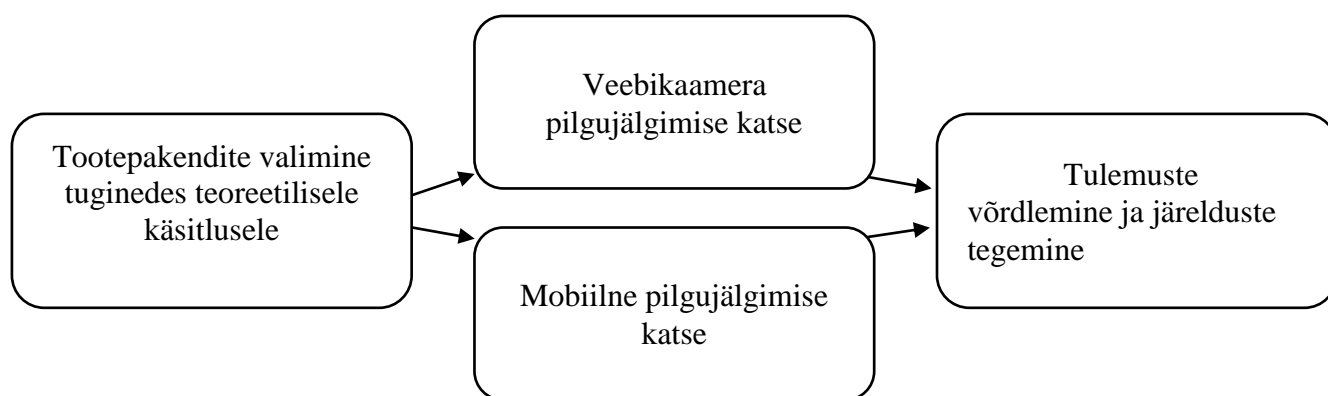 Tootepakendite valimine
tuginedes teoreetilisele
käsitlusele
Veebikaamera
pilgujälgimise katse
Mobiilne pilgujälgimise
katse
Tulemuste
võrdlemine ja järelduste
tegemine